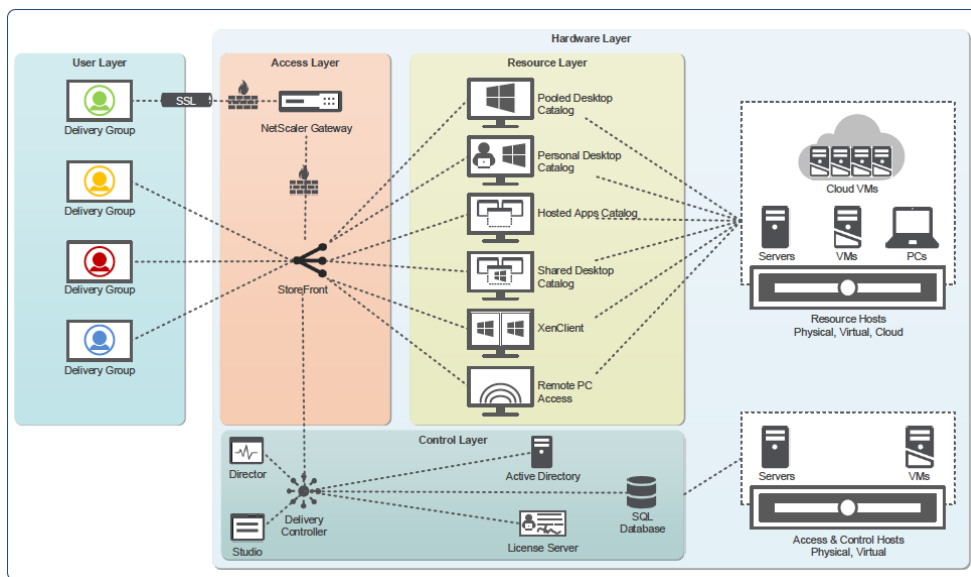 Hardware Layer
User Layer
Access Layer
Resource Layer
SSL
Delivery Group
NetScaler Gateway
Delivery Group
Delivery Group
StoreFront
Delivery Group
Pooled Desktop
Catalog
Personal Desktop
Catalog
Hosted Apps Catalog
Shared Desktop
Catalog
XenClient
Remote PC
Access
Cloud VMs
Servers
VMs
PCs
Resource Hosts
Physical, Virtual, Cloud
Control Layer
Director
Active Directory
Delivery
Controller
Studio
License Server
SQL
Database
Servers
VMs
Access & Control Hosts
Physical, Virtual